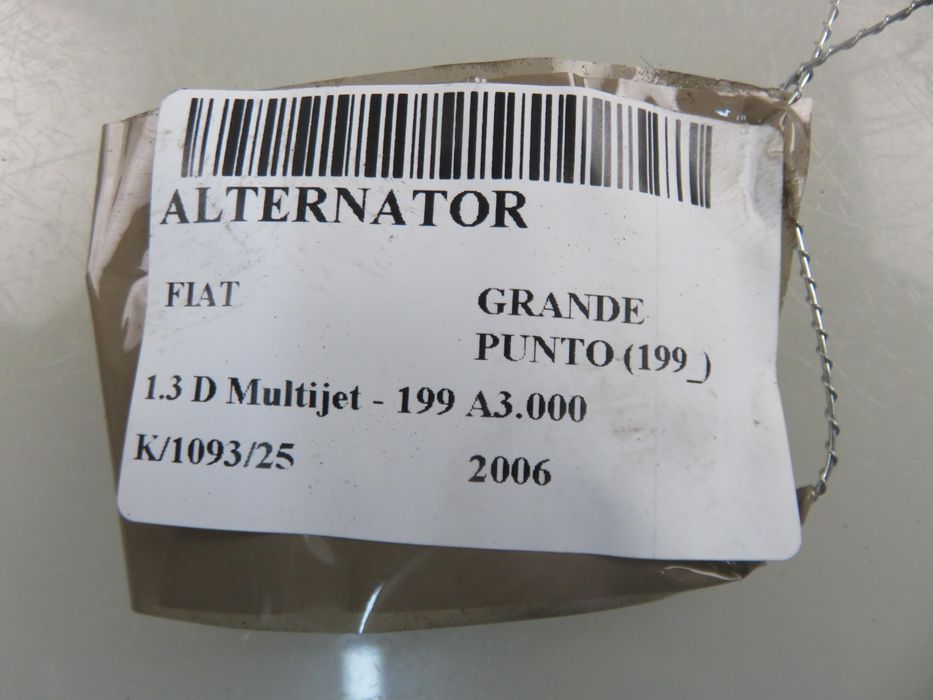 ALTERNATOR
FIAT
GRANDE
PUNTO (199_)
1.3 D Multijet - 199 A3.000
K/1093/25
2006